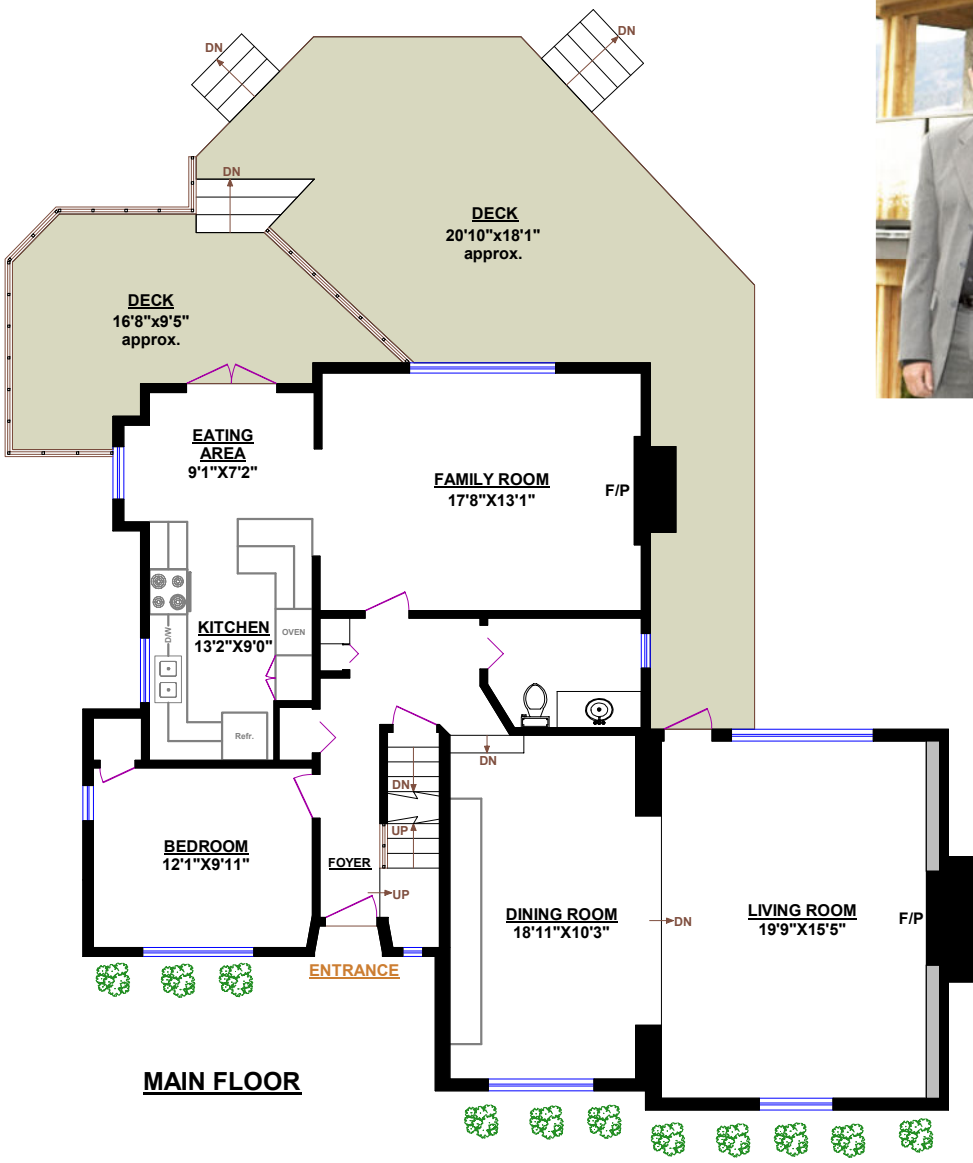 DN
DN
DN
DECK
20'10"x18'1"
approx.
DECK
16'8"x9'5"
approx.
EATING
AREA
9'1"X7'2"
FAMILY ROOM
17'8"X13'1"
F/P
KITCHEN
13'2"X9'0"
OVEN
D/W
Refr.
DN
DN
UP
BEDROOM
12'1"X9'11"
FOYER
UP
DINING ROOM
18'11"X10'3"
DN
LIVING ROOM
19'9"X15'5"
F/P
ENTRANCE
MAIN FLOOR